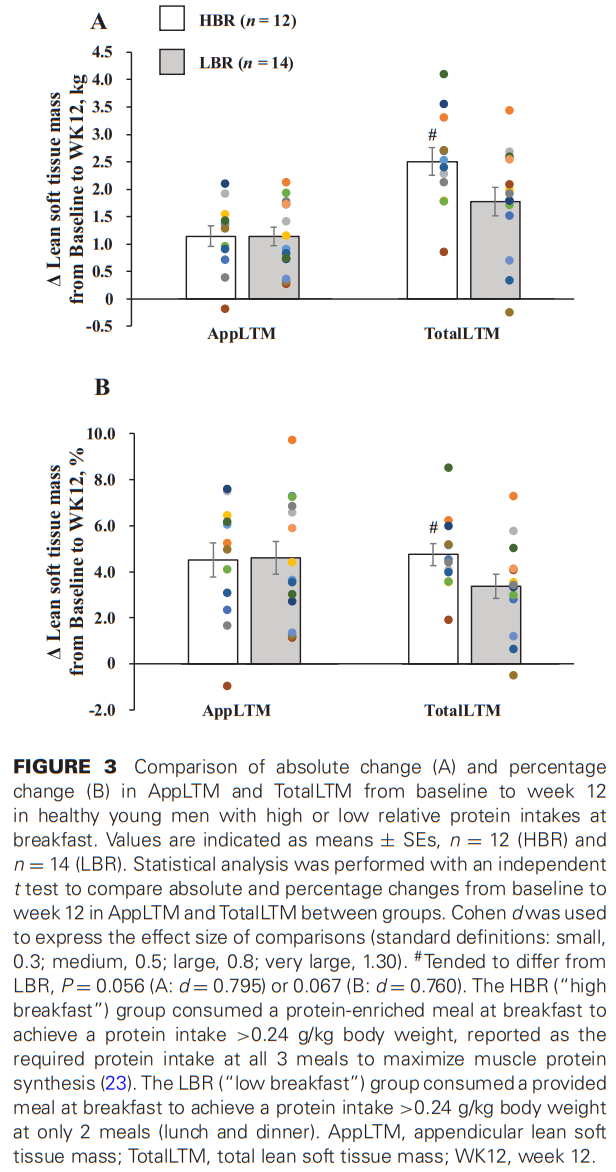 A
HBR (n = 12)
LBR (n = 14)
Δ Lean soft tissue mass
from Baseline to WK12, kg
4.5
4.0
3.5
3.0
2.5
2.0
1.5
1.0
0.5
0
-0.5
#
AppLTM
TotalLTM
B
Δ Lean soft tissue mass
from Baseline to WK12, %
10.0
8.0
6.0
4.0
2.0
0
-2.0
#
AppLTM
TotalLTM
FIGURE 3 Comparison of absolute change (A) and percentage
change (B) in AppLTM and TotalLTM from baseline to week 12
in healthy young men with high or low relative protein intakes at
breakfast. Values are indicated as means ± SEs, n = 12 (HBR) and
n = 14 (LBR). Statistical analysis was performed with an independent
t test to compare absolute and percentage changes from baseline to
week 12 in AppLTM and TotalLTM between groups. Cohen d was used
to express the effect size of comparisons (standard definitions: small,
0.3; medium, 0.5; large, 0.8; very large, 1.30). #Tended to differ from
LBR, P = 0.056 (A: d = 0.795) or 0.067 (B: d = 0.760). The HBR (“high
breakfast”) group consumed a protein-enriched meal at breakfast to
achieve a protein intake >0.24 g/kg body weight, reported as the
required protein intake at all 3 meals to maximize muscle protein
synthesis (23). The LBR (“low breakfast”) group consumed a provided
meal at breakfast to achieve a protein intake >0.24 g/kg body weight
at only 2 meals (lunch and dinner). AppLTM, appendicular lean soft
tissue mass; TotalLTM, total lean soft tissue mass; WK12, week 12.